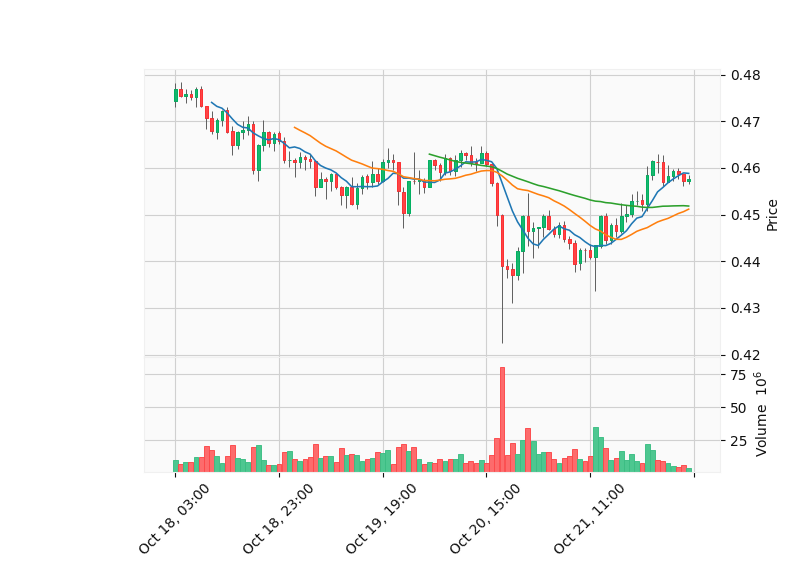 0.48
0.47
0.46
0.45
0.44
0.43
0.42
Price
75
50
25
Volume 10^6
Oct 18, 03:00
Oct 18, 23:00
Oct 19, 19:00
Oct 20, 15:00
Oct 21, 11:00